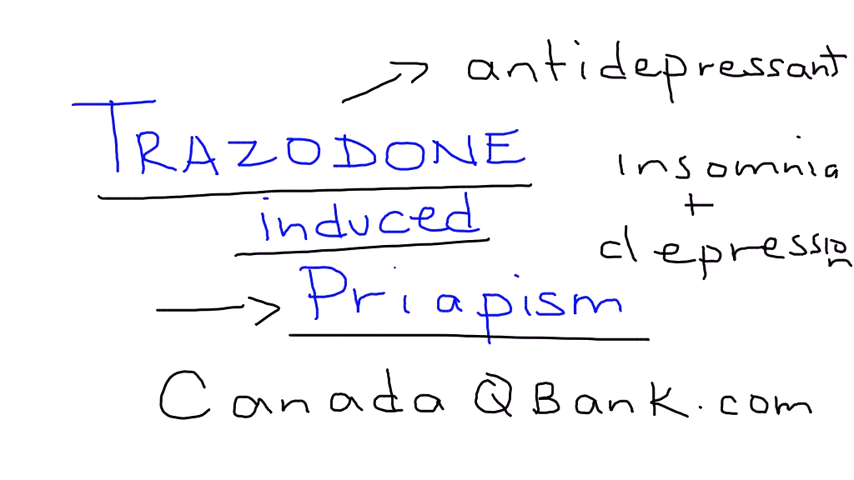 antidepressant
TRAZODONE
induced
Priapism
insomnia
+
depression
CanadaQBank.com